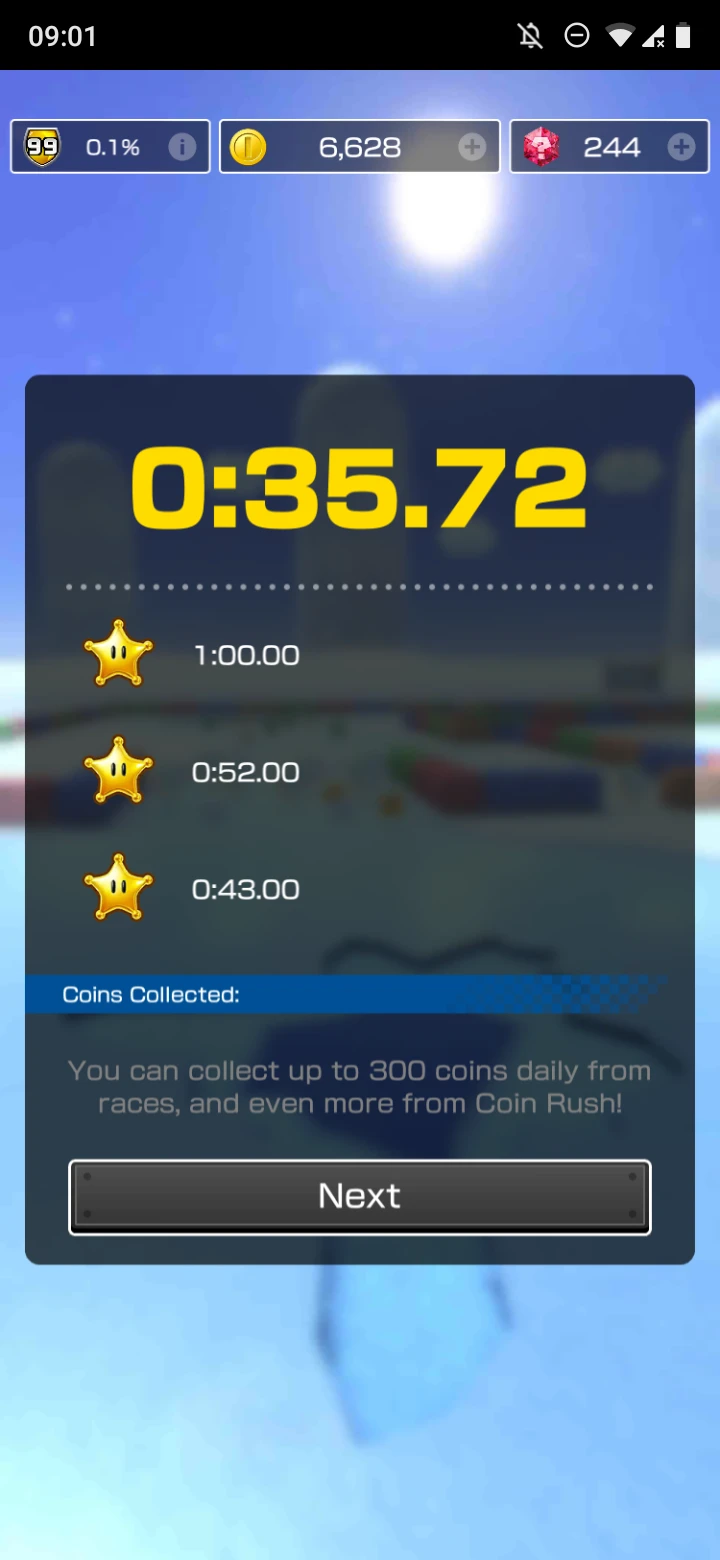 09:01
99 0.1% i 6,628 + ? 244 +
0:35.72
1:00.00
0:52.00
0:43.00
Coins Collected:
You can collect up to 300 coins daily from
races, and even more from Coin Rush!
Next